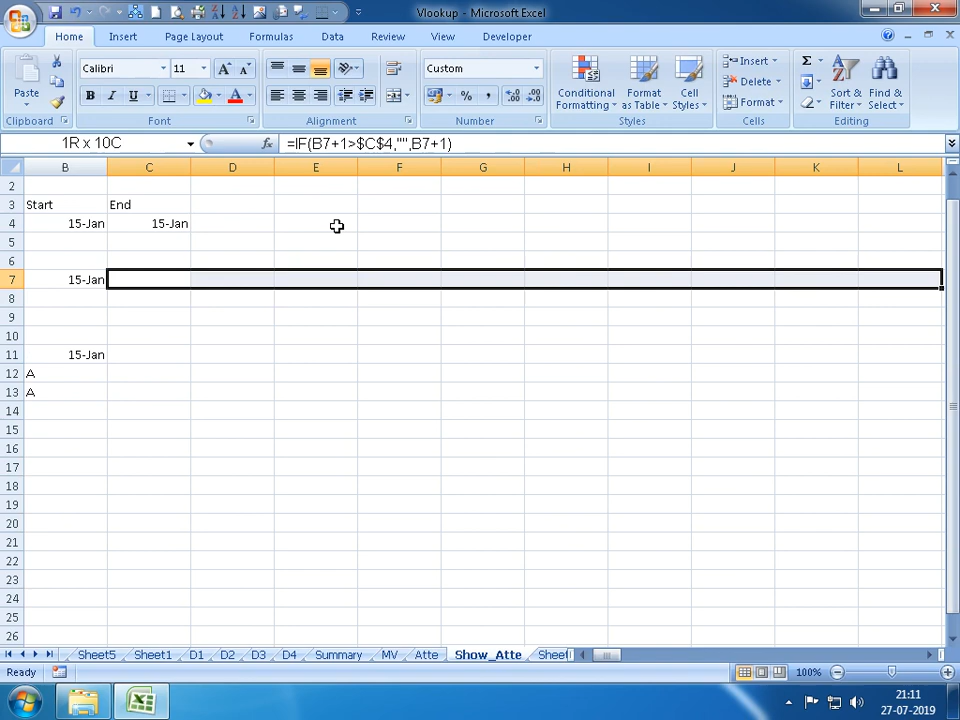 Vlookup - Microsoft Excel
Home Insert Page Layout Formulas Data Review View Developer
Paste Calibri 11 Custom Conditional Formatting Format as Table Cell Styles Insert Delete Format Sort & Filter Find & Select
B I U % ,
Clipboard Font Alignment Number Styles Cells Editing
1R x 10C fx =IF(B7+1>$C$4,"",B7+1)
B C D E F G H I J K L
2
3 Start End
4 15-Jan 15-Jan
5
6
7 15-Jan
8
9
10
11 15-Jan
12 A
13 A
14
15
16
17
18
19
20
21
22
23
24
25
26
Sheet5 Sheet1 D1 D2 D3 D4 Summary MV Atte Show_Atte Sheet
Ready 100%
21:11
27-07-2019